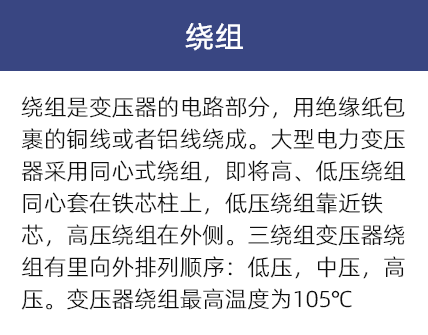 绕组
绕组是变压器的电路部分，用绝缘纸包
裹的铜线或者铝线绕成。大型电力变压
器采用同心式绕组，即将高、低压绕组
同心套在铁芯柱上，低压绕组靠近铁
芯，高压绕组在外侧。三绕组变压器绕
组有里向外排列顺序：低压，中压，高
压。变压器绕组最高温度为105℃